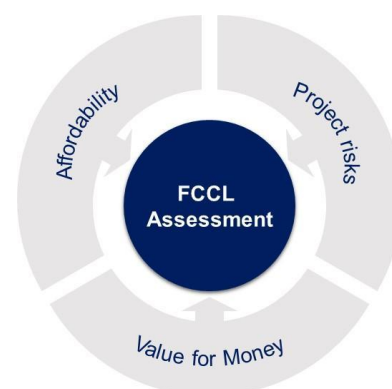 Affordability
Project risks
FCCL
Assessment
Value for Money